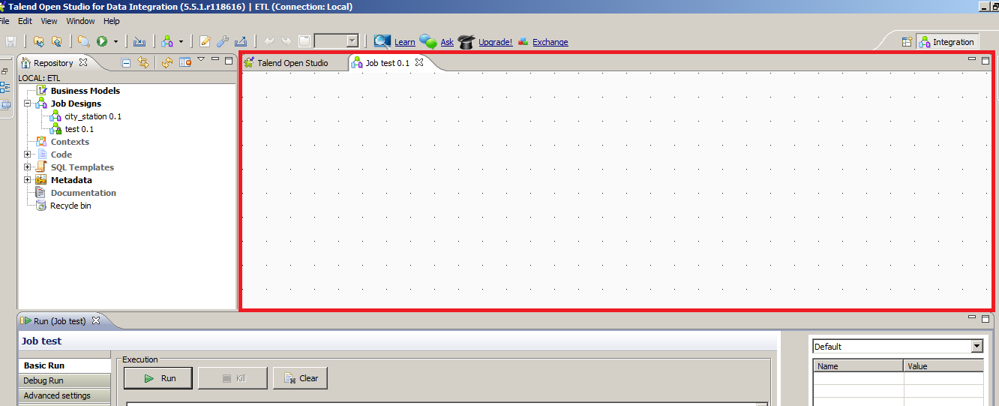 Talend Open Studio for Data Integration (5.5.1.r118616) | ETL (Connection: Local)
File Edit View Window Help
Learn Ask Upgrade! Exchange Integration
Repository
Talend Open Studio Job test 0.1
LOCAL: ETL
Business Models
Job Designs
city_station 0.1
test 0.1
Contexts
Code
SQL Templates
Metadata
Documentation
Recycle bin
Run (Job test)
Job test
Basic Run
Debug Run
Advanced settings
Execution
Run Kill Clear
Default
Name Value